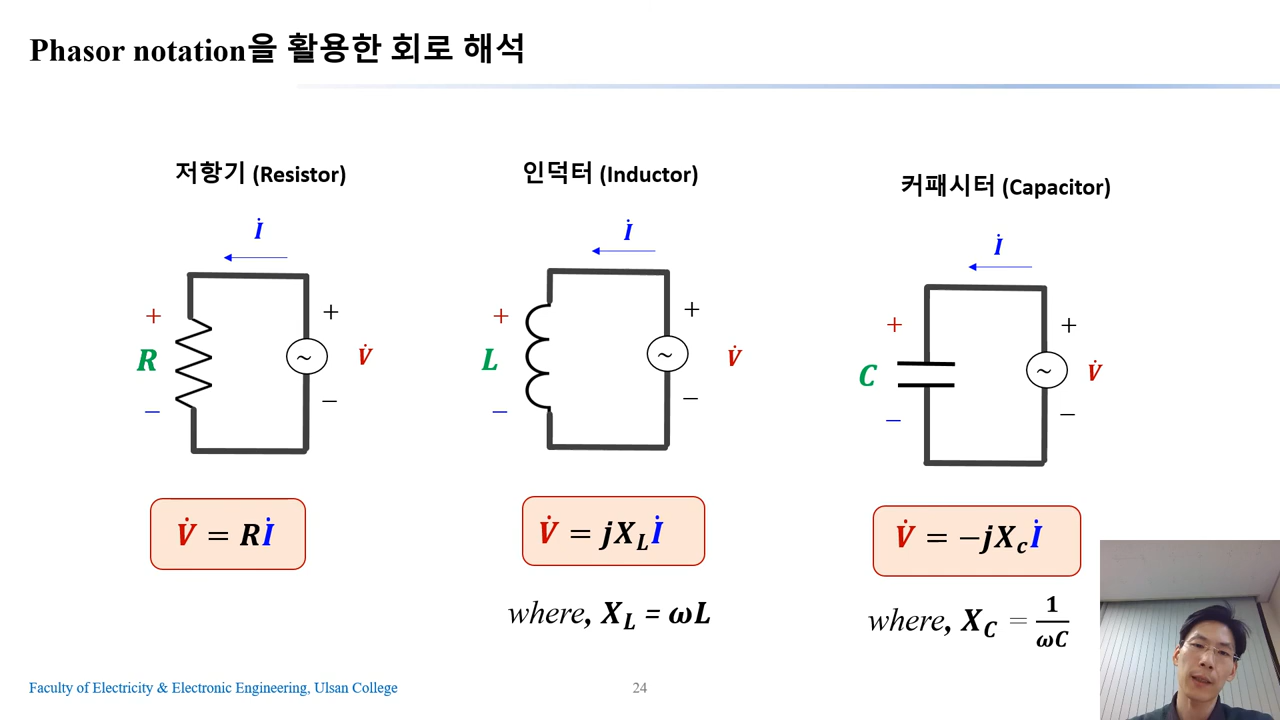 Phasor notation을 활용한 회로 해석
저항기 (Resistor)
İ
+
R
−
+
~
−
V̇
V̇ = Rİ
인덕터 (Inductor)
İ
+
L
−
+
~
−
V̇
V̇ = jX_Lİ
where, X_L = ωL
커패시터 (Capacitor)
İ
+
C
−
+
~
−
V̇
V̇ = −jX_cİ
where, X_C = 1/ωC
Faculty of Electricity & Electronic Engineering, Ulsan College
24